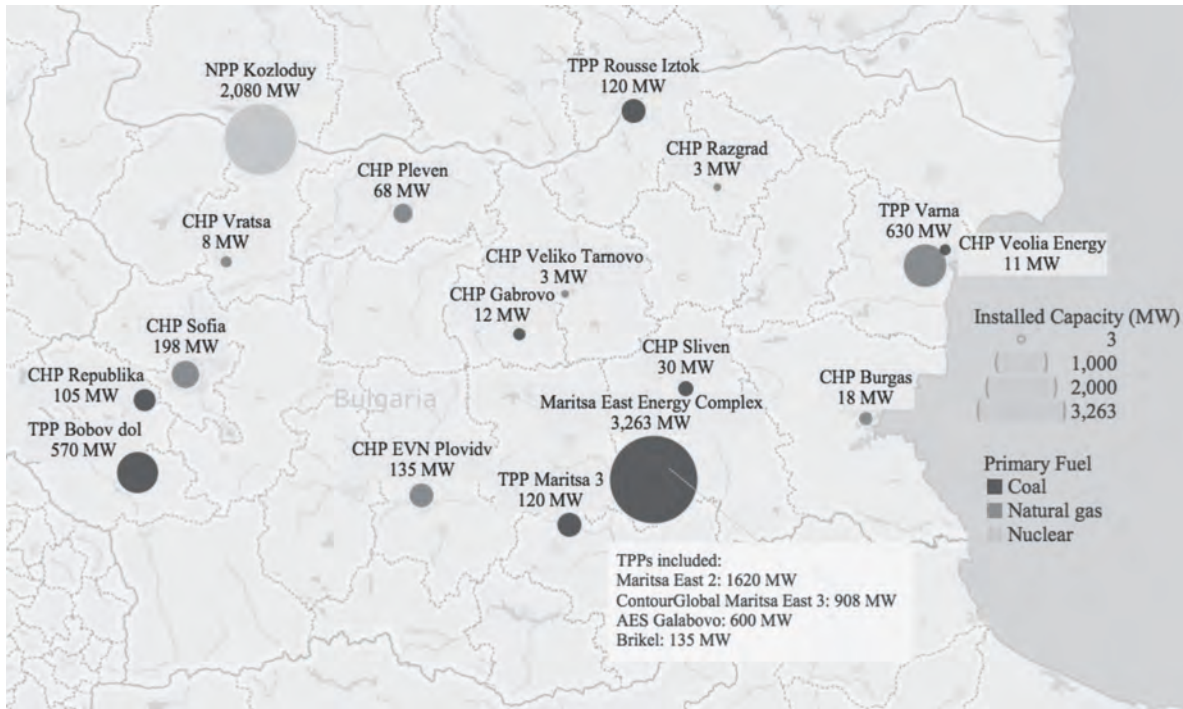 NPP Kozloduy
2,080 MW
TPP Rousse Iztok
120 MW
CHP Razgrad
3 MW
CHP Pleven
68 MW
CHP Vratsa
8 MW
TPP Varna
630 MW
CHP Veolia Energy
11 MW
CHP Veliko Tarnovo
3 MW
CHP Gabrovo
12 MW
CHP Sofia
198 MW
CHP Republika
105 MW
TPP Bobov dol
570 MW
Bulgaria
CHP Sliven
30 MW
Maritsa East Energy Complex
3,263 MW
CHP Burgas
18 MW
CHP EVN Plovidv
135 MW
TPP Maritsa 3
120 MW
TPPs included:
Maritsa East 2: 1620 MW
ContourGlobal Maritsa East 3: 908 MW
AES Galabovo: 600 MW
Brikel: 135 MW
Installed Capacity (MW)
3
1,000
2,000
3,263
Primary Fuel
Coal
Natural gas
Nuclear